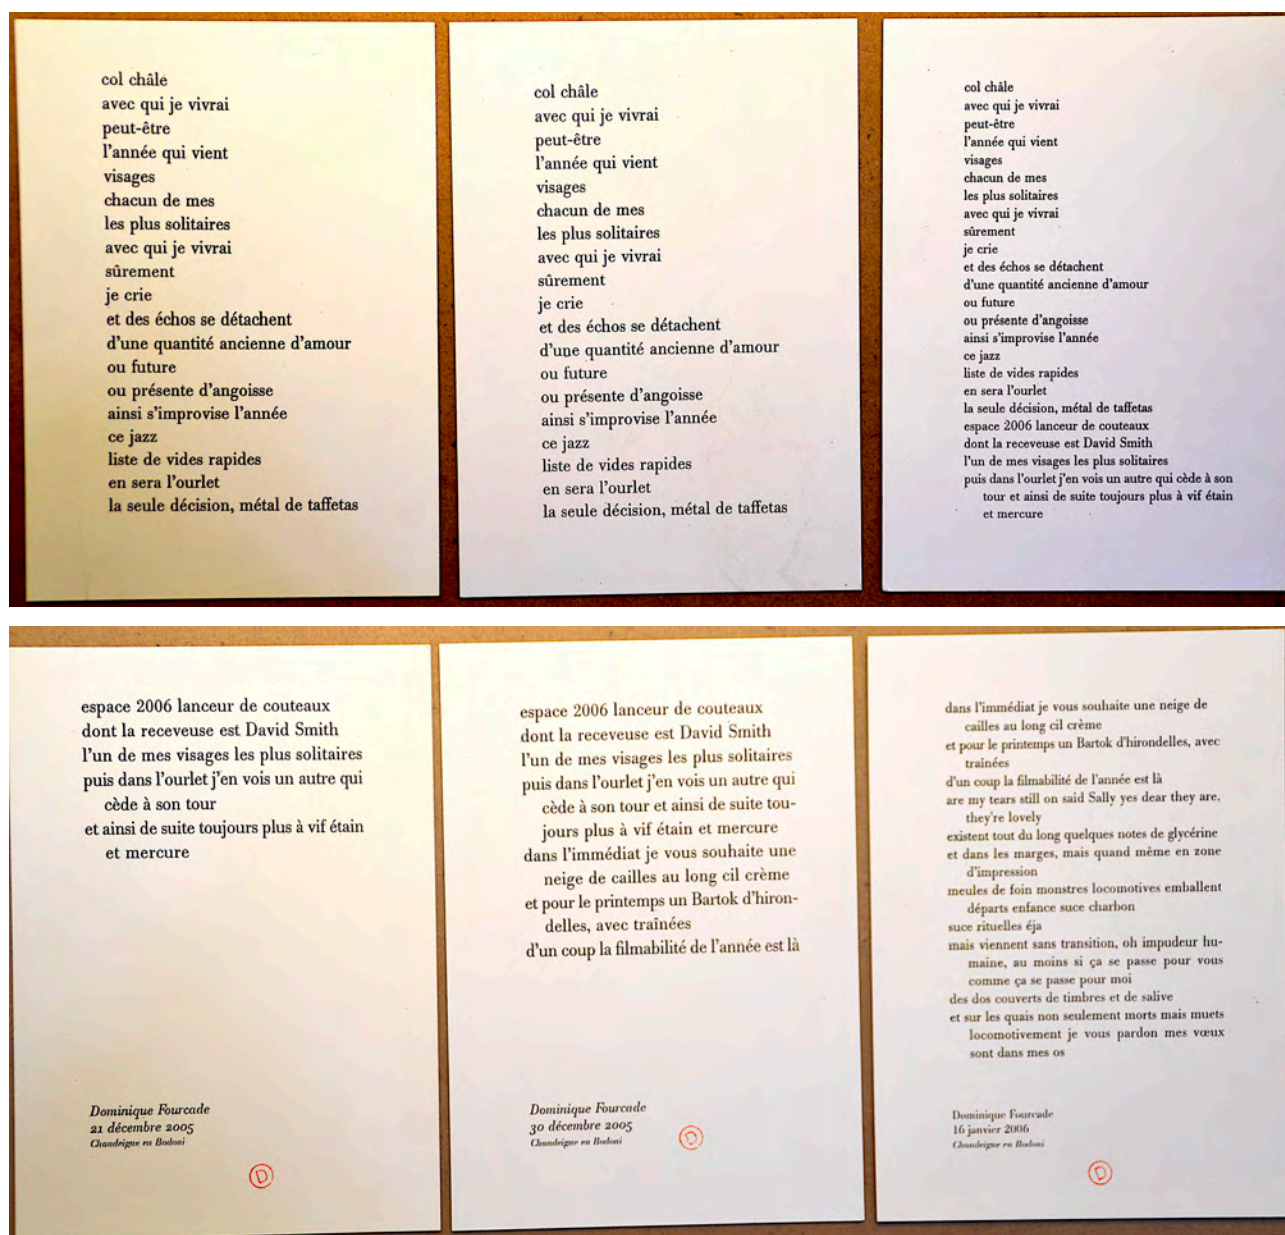 col châle
avec qui je vivrai
peut-être
l'année qui vient
visages
chacun de mes
les plus solitaires
avec qui je vivrai
sûrement
je crie
et des échos se détachent
d'une quantité ancienne d'amour
ou future
ou présente d'angoisse
ainsi s'improvise l'année
ce jazz
liste de vides rapides
en sera l'ourlet
la seule décision, métal de taffetas
col châle
avec qui je vivrai
peut-être
l'année qui vient
visages
chacun de mes
les plus solitaires
avec qui je vivrai
sûrement
je crie
et des échos se détachent
d'une quantité ancienne d'amour
ou future
ou présente d'angoisse
ainsi s'improvise l'année
ce jazz
liste de vides rapides
en sera l'ourlet
la seule décision, métal de taffetas
col châle
avec qui je vivrai
peut-être
l'année qui vient
visages
chacun de mes
les plus solitaires
avec qui je vivrai
sûrement
je crie
et des échos se détachent
d'une quantité ancienne d'amour
ou future
ou présente d'angoisse
ainsi s'improvise l'année
ce jazz
liste de vides rapides
en sera l'ourlet
la seule décision, métal de taffetas
espace 2006 lanceur de couteaux
dont la receveuse est David Smith
l'un de mes visages les plus solitaires
puis dans l'ourlet j'en vois un autre qui cède à son
tour et ainsi de suite toujours plus à vif étain
et mercure
espace 2006 lanceur de couteaux
dont la receveuse est David Smith
l'un de mes visages les plus solitaires
puis dans l'ourlet j'en vois un autre qui
cède à son tour
et ainsi de suite toujours plus à vif étain
et mercure
Dominique Fourcade
21 décembre 2005
Chandeigne en Bodoni
D
espace 2006 lanceur de couteaux
dont la receveuse est David Smith
l'un de mes visages les plus solitaires
puis dans l'ourlet j'en vois un autre qui
cède à son tour et ainsi de suite tou-
jours plus à vif étain et mercure
dans l'immédiat je vous souhaite une
neige de cailles au long cil crème
et pour le printemps un Bartok d'hiron-
delles, avec traînées
d'un coup la filmabilité de l'année est là
Dominique Fourcade
30 décembre 2005
Chandeigne en Bodoni
D
dans l'immédiat je vous souhaite une neige de
cailles au long cil crème
et pour le printemps un Bartok d'hirondelles, avec
traînées
d'un coup la filmabilité de l'année est là
are my tears still on said Sally yes dear they are,
they're lovely
existent tout du long quelques notes de glycérine
et dans les marges, mais quand même en zone
d'impression
meules de foin monstres locomotives emballent
départs enfance suce charbon
suce rituelles éja
mais viennent sans transition, oh impudeur hu-
maine, au moins si ça se passe pour vous
comme ça se passe pour moi
des dos couverts de timbres et de salive
et sur les quais non seulement morts mais muets
locomotivement je vous pardon mes vœux
sont dans mes os
Dominique Fourcade
16 janvier 2006
Chandeigne en Bodoni
D